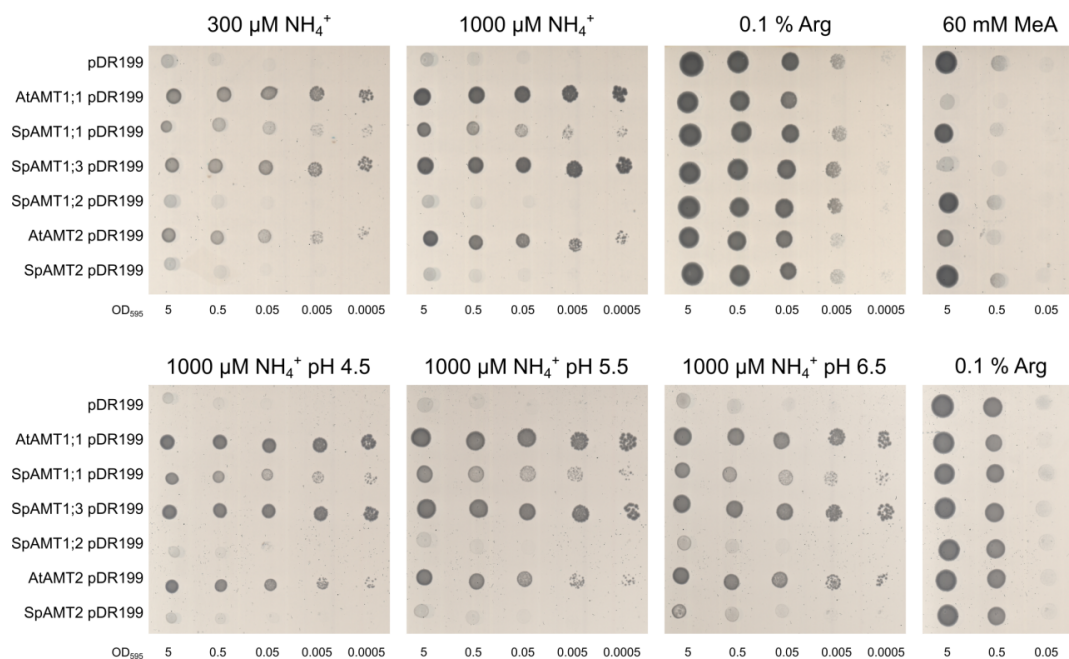 300 µM NH₄⁺ 1000 µM NH₄⁺ 0.1 % Arg 60 mM MeA
pDR199
AtAMT1;1 pDR199
SpAMT1;1 pDR199
SpAMT1;3 pDR199
SpAMT1;2 pDR199
AtAMT2 pDR199
SpAMT2 pDR199
OD₅₉₅ 5 0.5 0.05 0.005 0.0005 5 0.5 0.05 0.005 0.0005 5 0.5 0.05 0.005 0.0005 5 0.5 0.05
1000 µM NH₄⁺ pH 4.5 1000 µM NH₄⁺ pH 5.5 1000 µM NH₄⁺ pH 6.5 0.1 % Arg
pDR199
AtAMT1;1 pDR199
SpAMT1;1 pDR199
SpAMT1;3 pDR199
SpAMT1;2 pDR199
AtAMT2 pDR199
SpAMT2 pDR199
OD₅₉₅ 5 0.5 0.05 0.005 0.0005 5 0.5 0.05 0.005 0.0005 5 0.5 0.05 0.005 0.0005 5 0.5 0.05